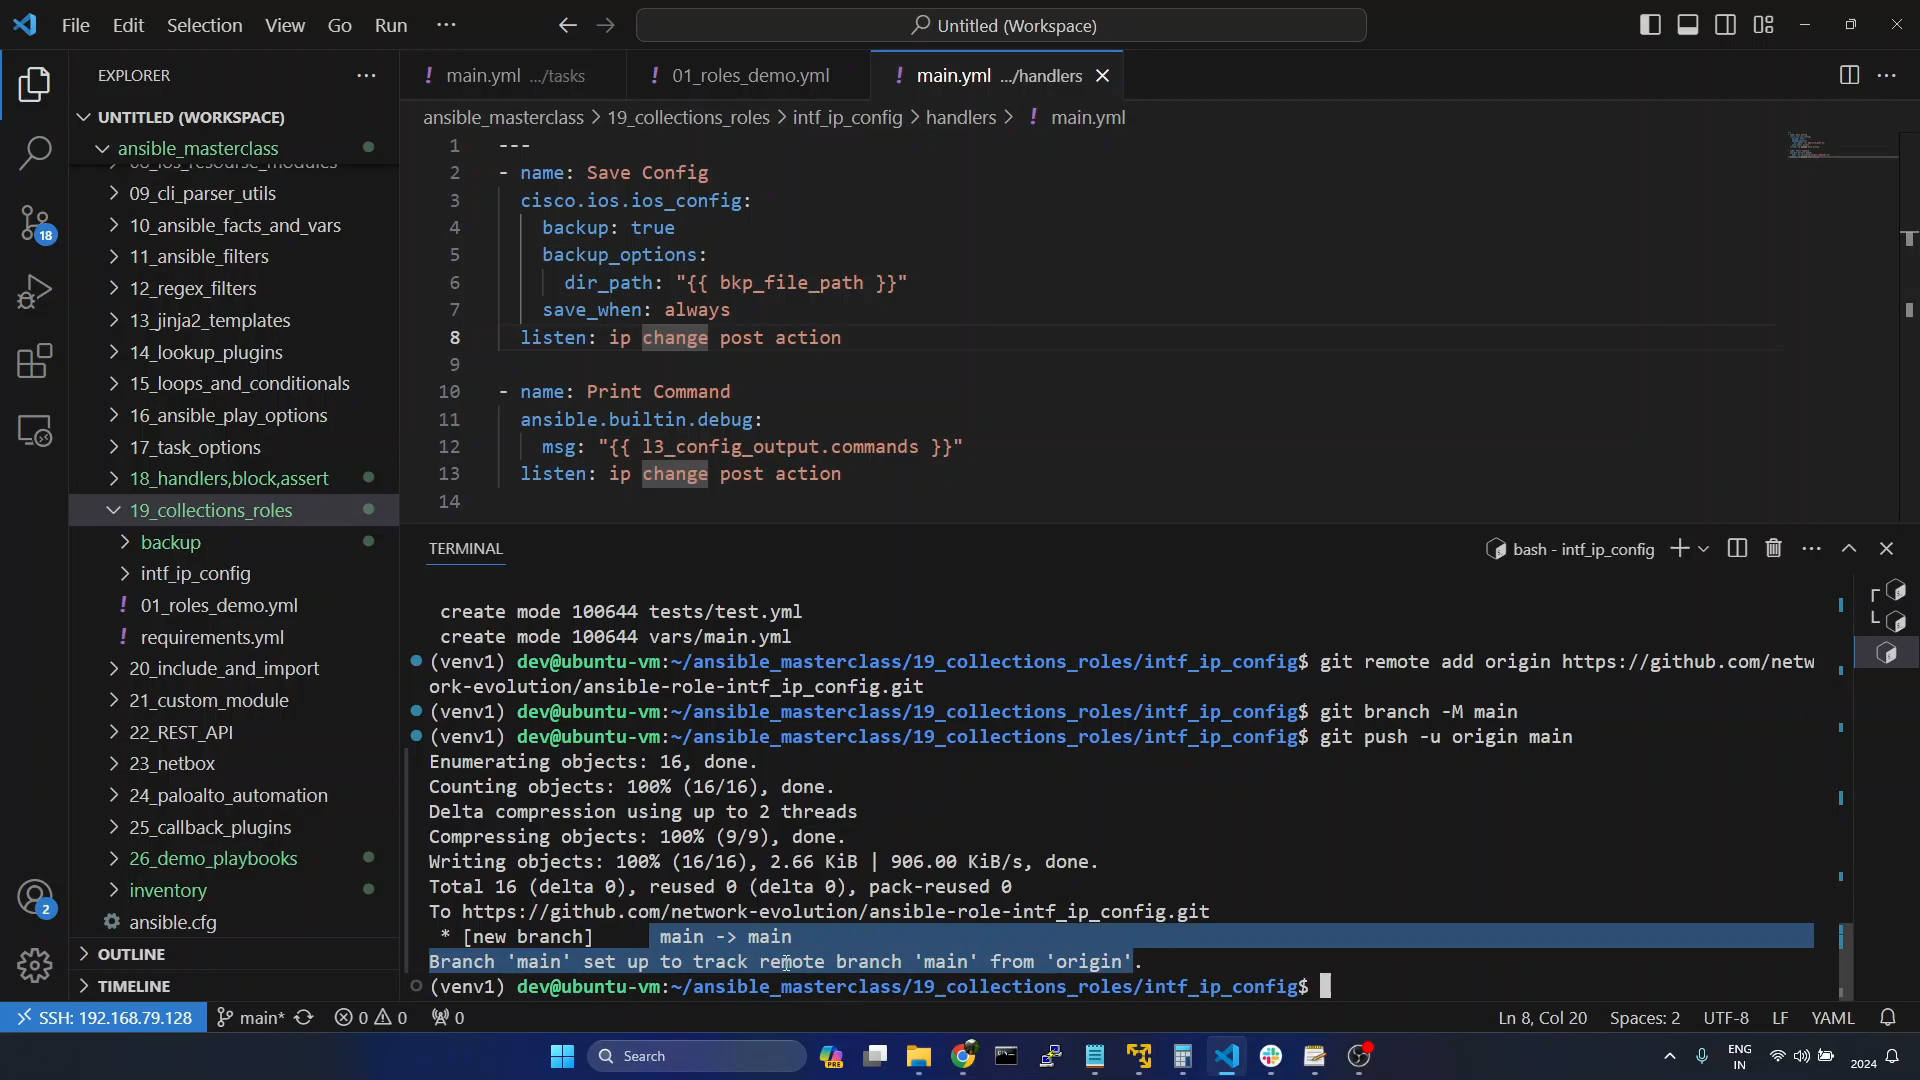 File Edit Selection View Go Run ···
Untitled (Workspace)
EXPLORER
UNTITLED (WORKSPACE)
ansible_masterclass
08_ios_resourse_modules
09_cli_parser_utils
10_ansible_facts_and_vars
11_ansible_filters
12_regex_filters
13_jinja2_templates
14_lookup_plugins
15_loops_and_conditionals
16_ansible_play_options
17_task_options
18_handlers,block,assert
19_collections_roles
backup
intf_ip_config
! 01_roles_demo.yml
! requirements.yml
20_include_and_import
21_custom_module
22_REST_API
23_netbox
24_paloalto_automation
25_callback_plugins
26_demo_playbooks
inventory
ansible.cfg
OUTLINE
TIMELINE
18
2
! main.yml .../tasks
! 01_roles_demo.yml
! main.yml .../handlers
ansible_masterclass > 19_collections_roles > intf_ip_config > handlers > ! main.yml
1 ---
2 - name: Save Config
3 cisco.ios.ios_config:
4 backup: true
5 backup_options:
6 dir_path: "{{ bkp_file_path }}"
7 save_when: always
8 listen: ip change post action
9
10 - name: Print Command
11 ansible.builtin.debug:
12 msg: "{{ l3_config_output.commands }}"
13 listen: ip change post action
14
TERMINAL
bash - intf_ip_config
create mode 100644 tests/test.yml
create mode 100644 vars/main.yml
(venv1) dev@ubuntu-vm:~/ansible_masterclass/19_collections_roles/intf_ip_config$ git remote add origin https://github.com/netw
ork-evolution/ansible-role-intf_ip_config.git
(venv1) dev@ubuntu-vm:~/ansible_masterclass/19_collections_roles/intf_ip_config$ git branch -M main
(venv1) dev@ubuntu-vm:~/ansible_masterclass/19_collections_roles/intf_ip_config$ git push -u origin main
Enumerating objects: 16, done.
Counting objects: 100% (16/16), done.
Delta compression using up to 2 threads
Compressing objects: 100% (9/9), done.
Writing objects: 100% (16/16), 2.66 KiB | 906.00 KiB/s, done.
Total 16 (delta 0), reused 0 (delta 0), pack-reused 0
To https://github.com/network-evolution/ansible-role-intf_ip_config.git
* [new branch] main -> main
Branch 'main' set up to track remote branch 'main' from 'origin'.
(venv1) dev@ubuntu-vm:~/ansible_masterclass/19_collections_roles/intf_ip_config$
SSH: 192.168.79.128 main* 0 0 0
Ln 8, Col 20 Spaces: 2 UTF-8 LF YAML
Search
PRE
ENG
IN
2024